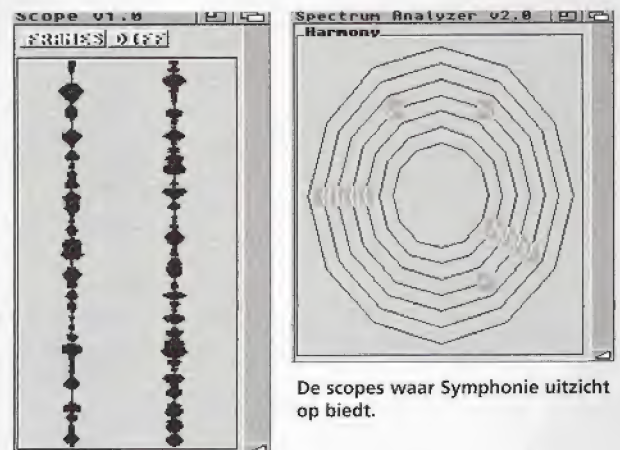 Scope v1.0
FRAMES DIFF
Spectrum Analyzer v2.0
Harmony
De scopes waar Symphonie uitzicht
op biedt.